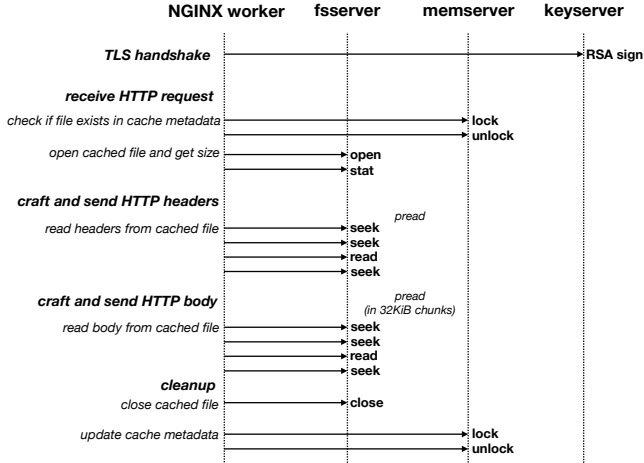 NGINX worker fsserver memserver keyserver
TLS handshake RSA sign
receive HTTP request
check if file exists in cache metadata lock
unlock
open cached file and get size open
stat
craft and send HTTP headers pread
read headers from cached file seek
seek
read
seek
craft and send HTTP body pread
(in 32KiB chunks)
read body from cached file seek
seek
read
seek
cleanup
close cached file close
update cache metadata lock
unlock